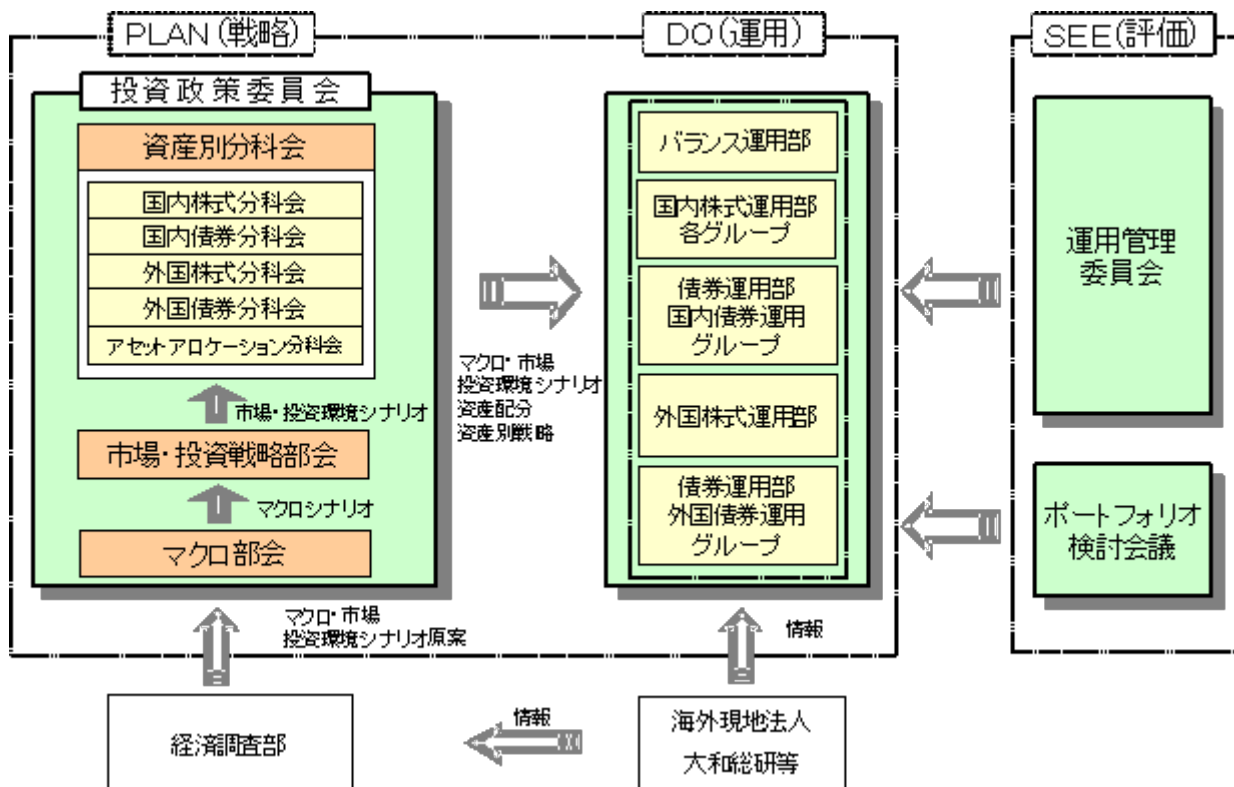 PLAN(戦略)
投資政策委員会
資産別分科会
国内株式分科会
国内債券分科会
外国株式分科会
外国債券分科会
アセットアロケーション分科会
市場・投資環境シナリオ
市場・投資戦略部会
マクロシナリオ
マクロ部会
マクロ・市場
投資環境シナリオ原案
経済調査部
マクロ・市場
投資環境シナリオ
資産配分
資産別戦略
DO(運用)
バランス運用部
国内株式運用部
各グループ
債券運用部
国内債券運用
グループ
外国株式運用部
債券運用部
外国債券運用
グループ
情報
情報
海外現地法人
大和総研等
SEE(評価)
運用管理
委員会
ポートフォリオ
検討会議